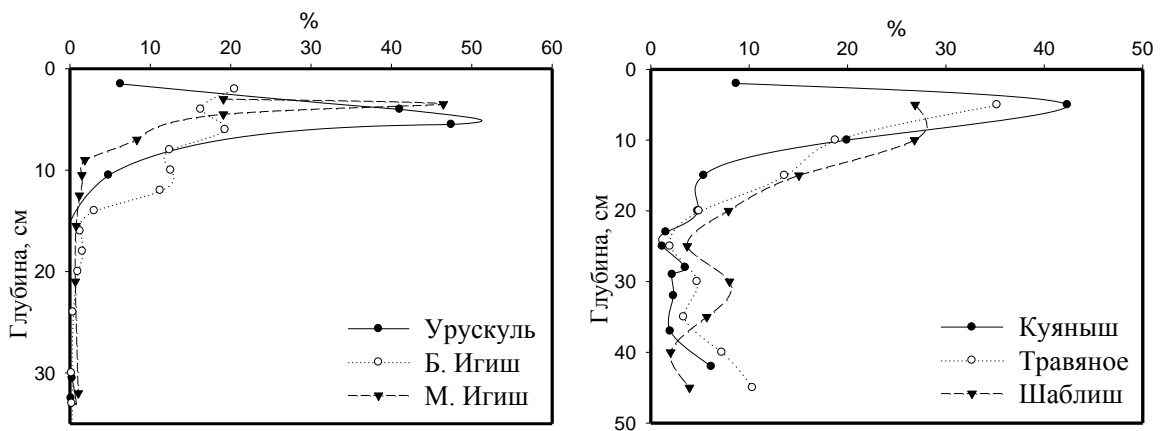 %
0 10 20 30 40 50 60
0
10
20
30
Глубина, см
Урускуль
Б. Игиш
М. Игиш
%
0 10 20 30 40 50
0
10
20
30
40
50
Глубина, см
Куяныш
Травяное
Шаблиш